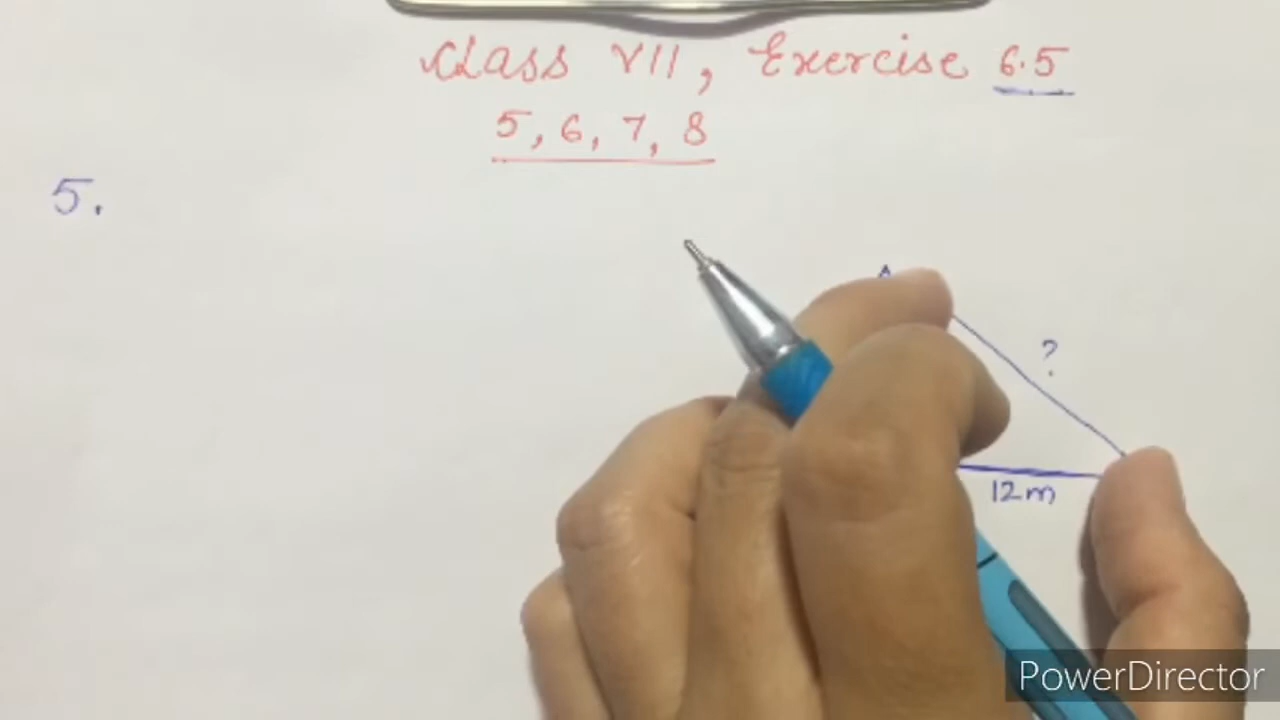 Class VII, Exercise 6.5
5, 6, 7, 8
5.
A
?
12m
PowerDirector